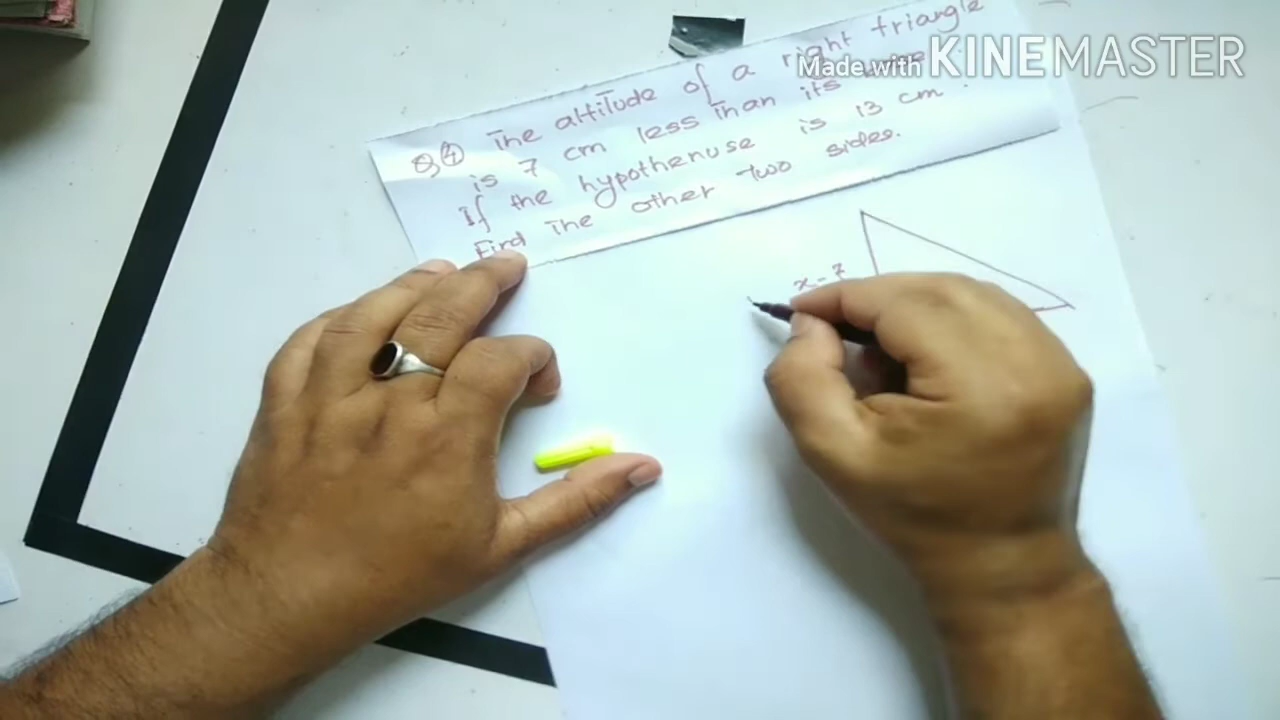 Q4 The altitude of a right triangle
is 7 cm less than its
If the hypothenuse is 13 cm.
Find the other two sides.
x-7
Made with KINEMASTER